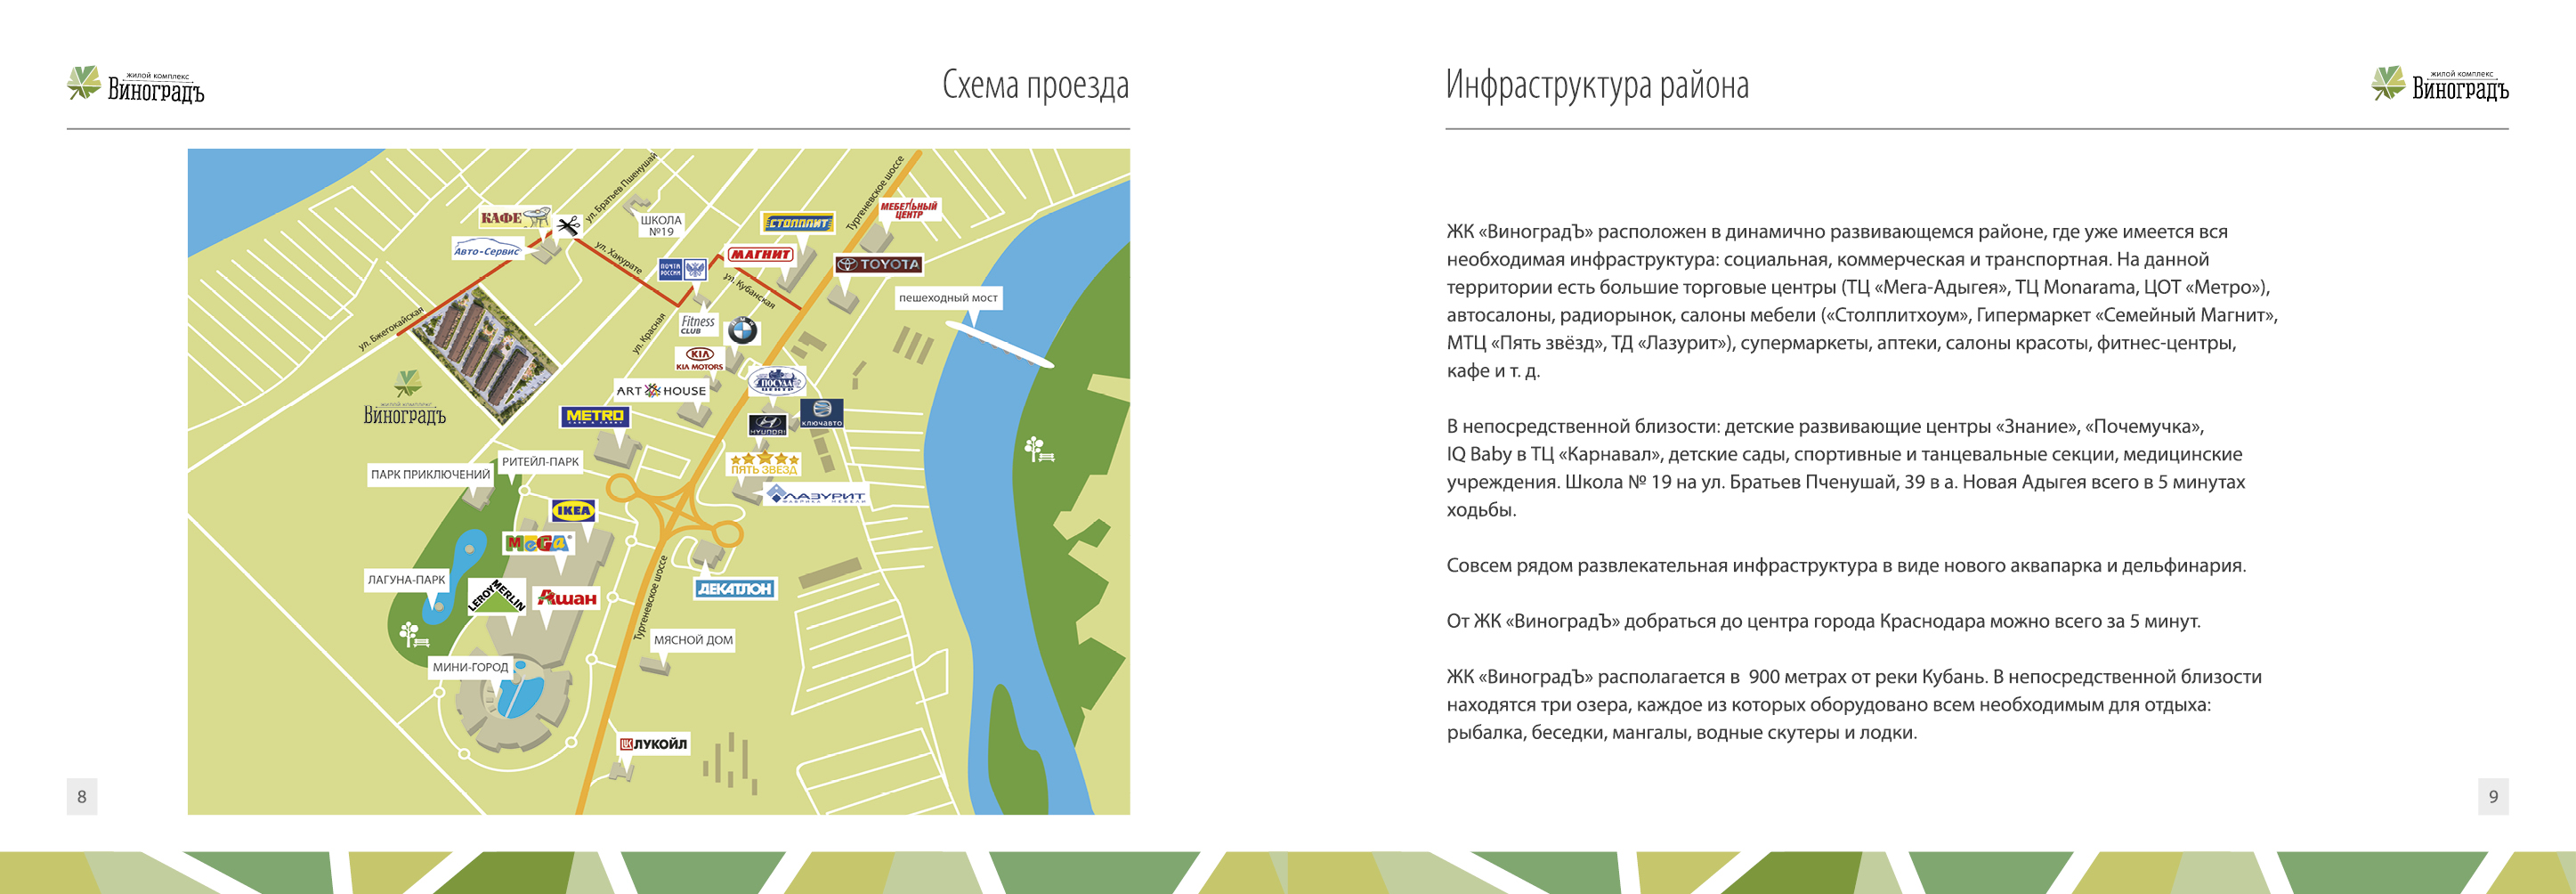 жилой комплекс
ВиноградЪ
Схема проезда
ул. Братьев Пшенушай
Тургеневское шоссе
КАФЕ
ШКОЛА
№19
СТОЛПЛИТ
МЕБЕЛЬНЫЙ
ЦЕНТР
Авто-Сервис
ул. Хакурате
МАГНИТ
ПОЧТА
РОССИИ
TOYOTA
ул. Кубанская
пешеходный мост
ул. Бжегокайская
ул. Красная
Fitness
CLUB
BMW
KIA
KIA MOTORS
ПОСУДА
ЦЕНТР
ART HOUSE
жилой комплекс
ВиноградЪ
METRO
CASH & CARRY
HYUNDAI
КЛЮЧАВТО
РИТЕЙЛ-ПАРК
ПЯТЬ ЗВЕЗД
ПАРК ПРИКЛЮЧЕНИЙ
ЛАЗУРИТ
ФАБРИКА МЕБЕЛИ
IKEA
MEGA
ЛАГУНА-ПАРК
LEROY MERLIN
Ашан
ДЕКАТЛОН
Тургеневское шоссе
МЯСНОЙ ДОМ
МИНИ-ГОРОД
ЛУКОЙЛ
8
Инфраструктура района
жилой комплекс
ВиноградЪ
ЖК «ВиноградЪ» расположен в динамично развивающемся районе, где уже имеется вся
необходимая инфраструктура: социальная, коммерческая и транспортная. На данной
территории есть большие торговые центры (ТЦ «Мега-Адыгея», ТЦ Monarama, ЦОТ «Метро»),
автосалоны, радиорынок, салоны мебели («Столплитхоум», Гипермаркет «Семейный Магнит»,
МТЦ «Пять звёзд», ТД «Лазурит»), супермаркеты, аптеки, салоны красоты, фитнес-центры,
кафе и т. д.
В непосредственной близости: детские развивающие центры «Знание», «Почемучка»,
IQ Baby в ТЦ «Карнавал», детские сады, спортивные и танцевальные секции, медицинские
учреждения. Школа № 19 на ул. Братьев Пченушай, 39 в а. Новая Адыгея всего в 5 минутах
ходьбы.
Совсем рядом развлекательная инфраструктура в виде нового аквапарка и дельфинария.
От ЖК «ВиноградЪ» добраться до центра города Краснодара можно всего за 5 минут.
ЖК «ВиноградЪ» располагается в  900 метрах от реки Кубань. В непосредственной близости
находятся три озера, каждое из которых оборудовано всем необходимым для отдыха:
рыбалка, беседки, мангалы, водные скутеры и лодки.
9